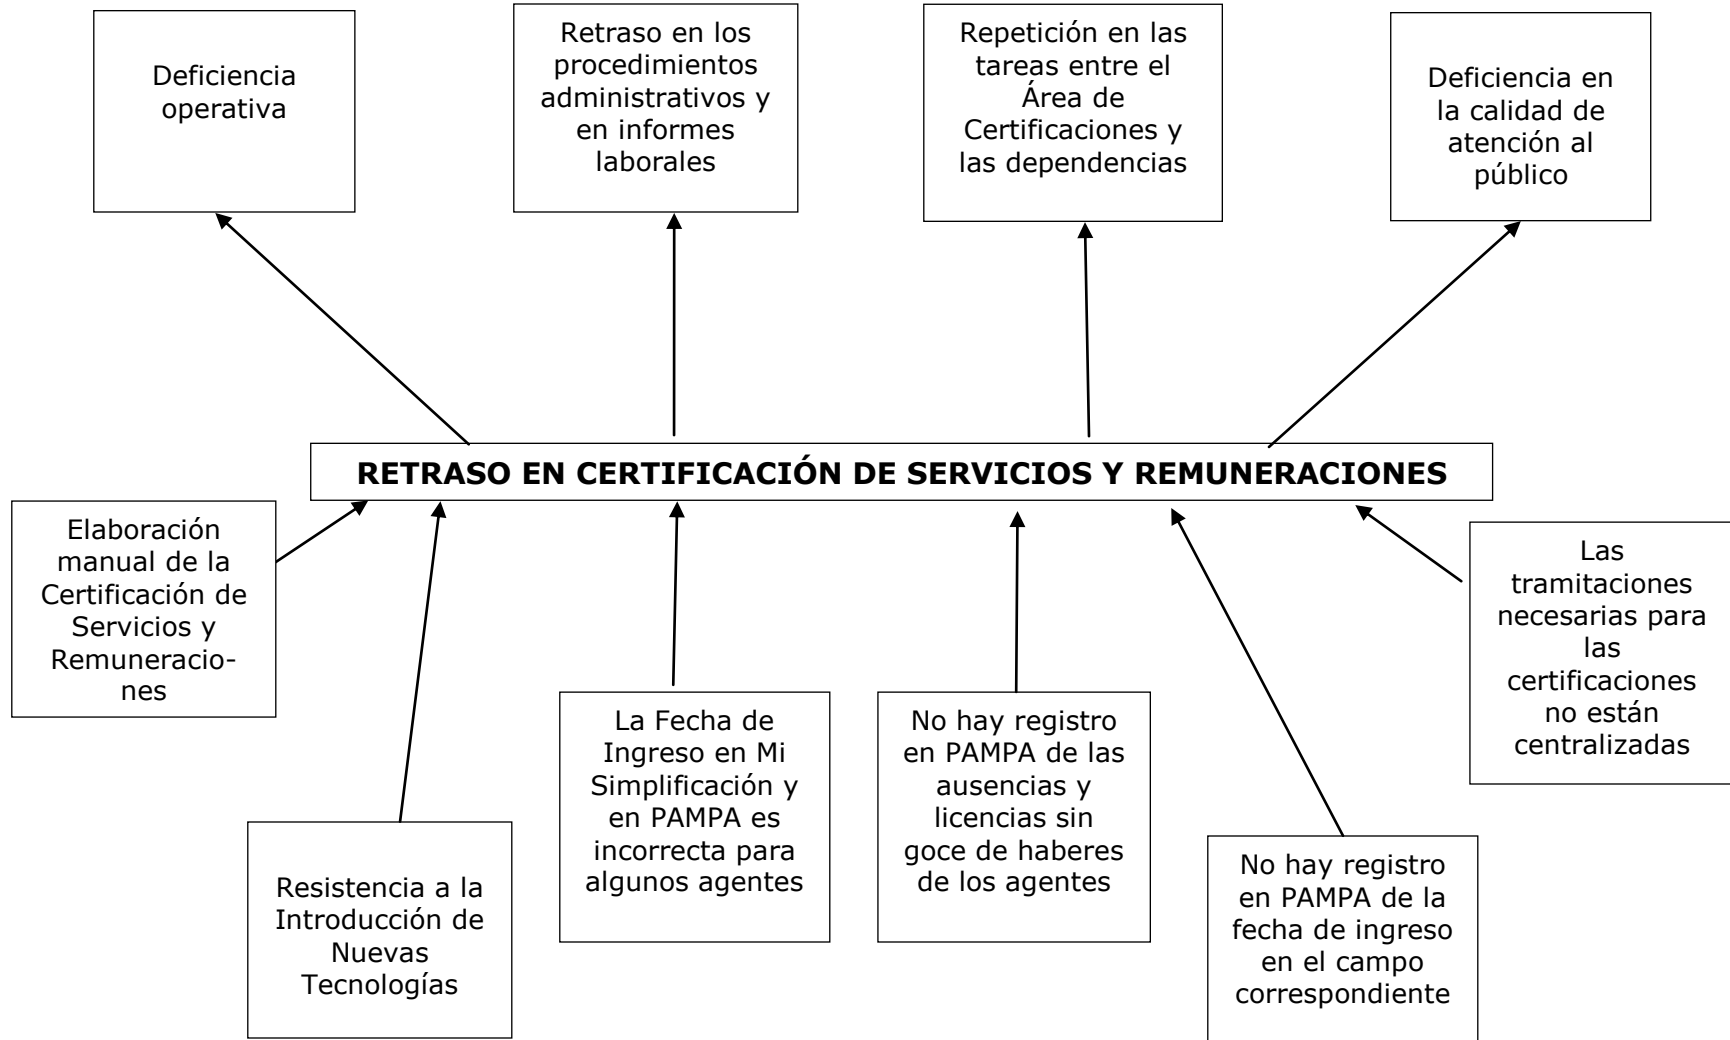 Deficiencia
operativa
Retraso en los
procedimientos
administrativos y
en informes
laborales
Repetición en las
tareas entre el
Área de
Certificaciones y
las dependencias
Deficiencia en
la calidad de
atención al
público
RETRASO EN CERTIFICACIÓN DE SERVICIOS Y REMUNERACIONES
Elaboración
manual de la
Certificación de
Servicios y
Remuneracio-
nes
Resistencia a la
Introducción de
Nuevas
Tecnologías
La Fecha de
Ingreso en Mi
Simplificación y
en PAMPA es
incorrecta para
algunos agentes
No hay registro
en PAMPA de las
ausencias y
licencias sin
goce de haberes
de los agentes
No hay registro
en PAMPA de la
fecha de ingreso
en el campo
correspondiente
Las
tramitaciones
necesarias para
las
certificaciones
no están
centralizadas